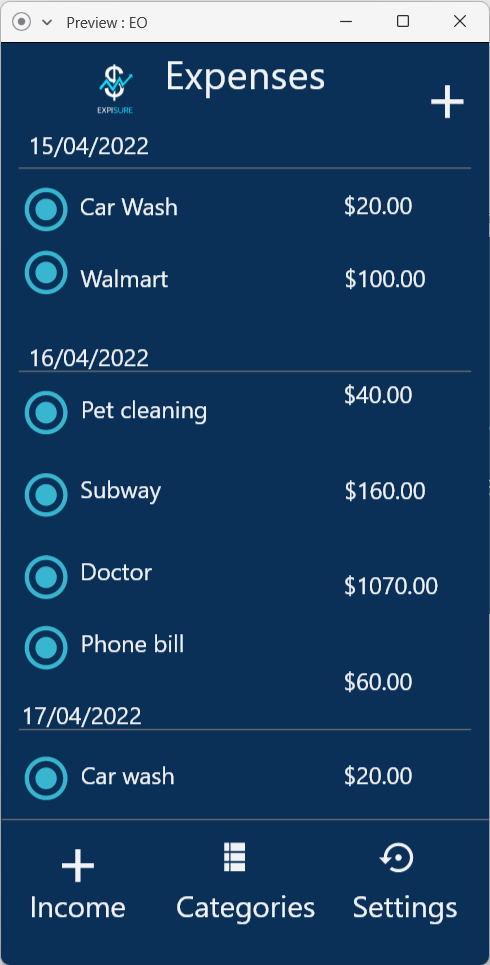 Preview : EO
Expenses
EXPISURE
15/04/2022
Car Wash $20.00
Walmart $100.00
16/04/2022
Pet cleaning $40.00
Subway $160.00
Doctor $1070.00
Phone bill $60.00
17/04/2022
Car wash $20.00
Income Categories Settings